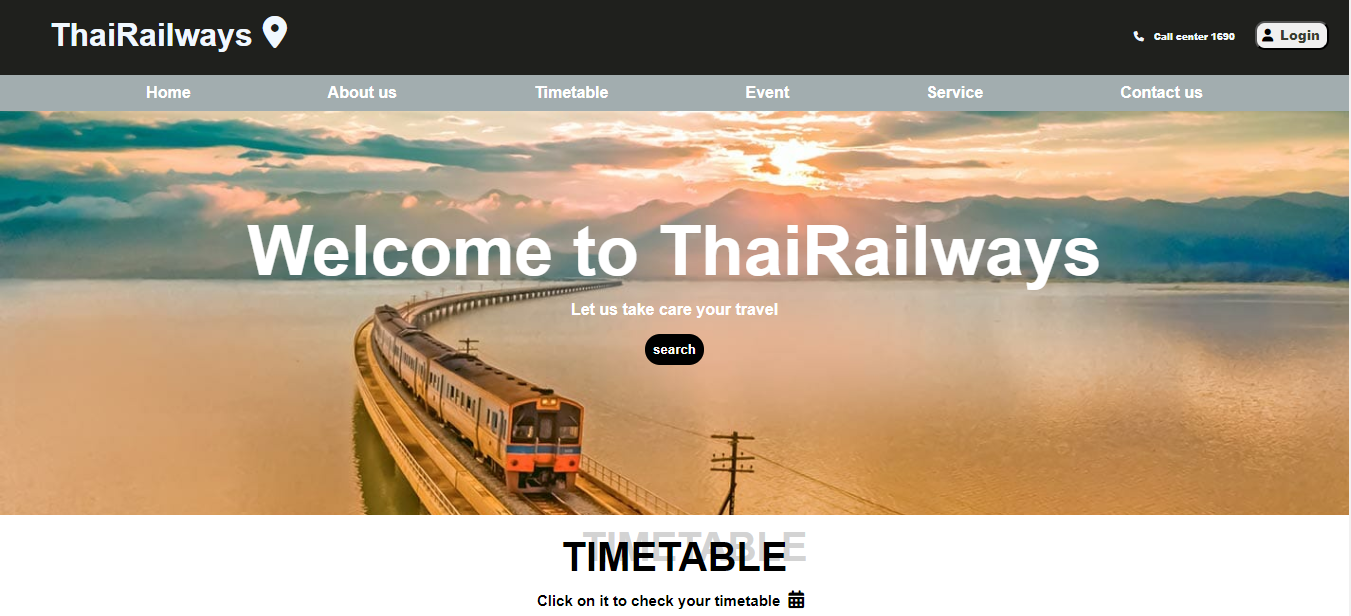 ThaiRailways
Call center 1690
Login
Home About us Timetable Event Service Contact us
Welcome to ThaiRailways
Let us take care your travel
search
TIMETABLE
TIMETABLE
Click on it to check your timetable